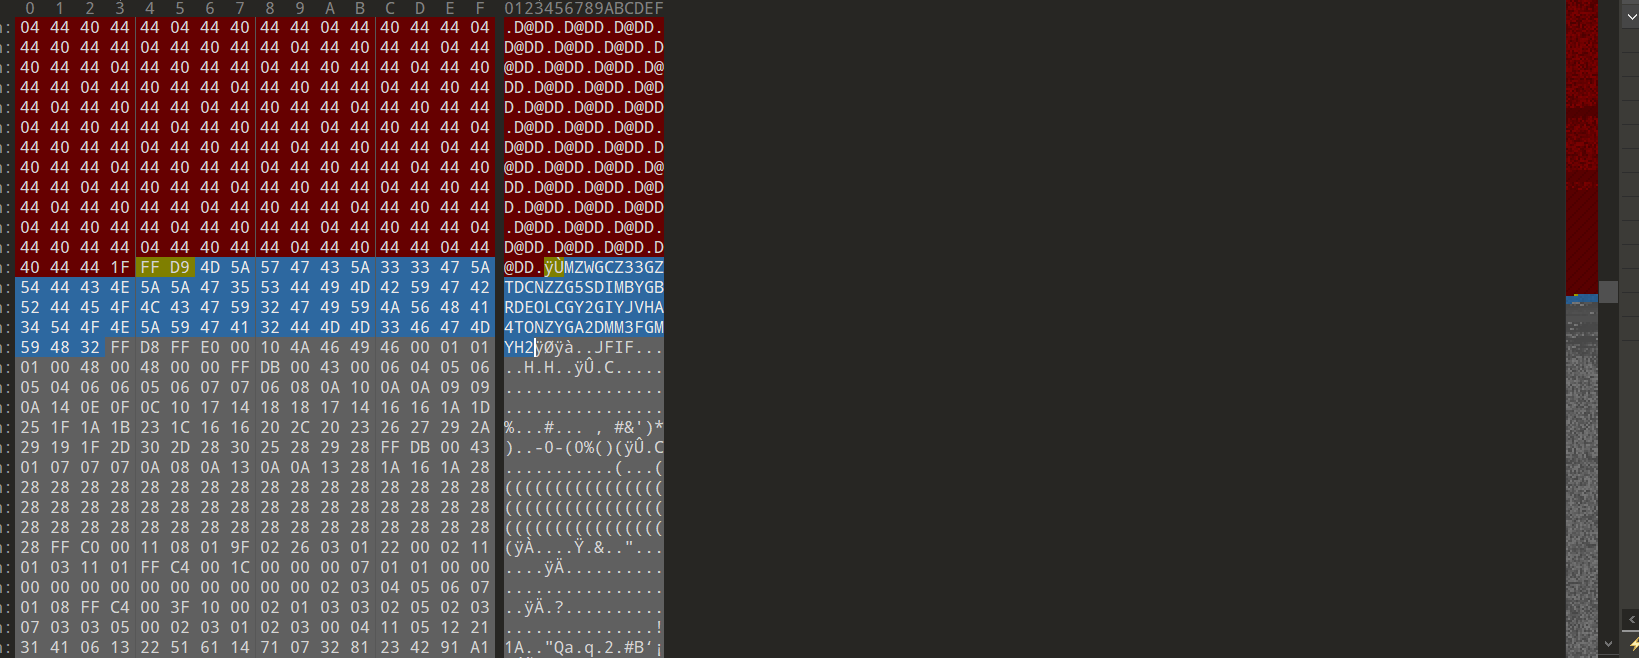 0 1 2 3 4 5 6 7 8 9 A B C D E F 0123456789ABCDEF
04 44 40 44 44 04 44 40 44 44 04 44 40 44 44 04 .D@DD.D@DD.D@DD.
44 40 44 44 04 44 40 44 44 04 44 40 44 44 04 44 D@DD.D@DD.D@DD.D
40 44 44 04 44 40 44 44 04 44 40 44 44 04 44 40 @DD.D@DD.D@DD.D@
44 44 04 44 40 44 44 04 44 40 44 44 04 44 40 44 DD.D@DD.D@DD.D@D
44 04 44 40 44 44 04 44 40 44 44 04 44 40 44 44 D.D@DD.D@DD.D@DD
04 44 40 44 44 04 44 40 44 44 04 44 40 44 44 04 .D@DD.D@DD.D@DD.
44 40 44 44 04 44 40 44 44 04 44 40 44 44 04 44 D@DD.D@DD.D@DD.D
40 44 44 04 44 40 44 44 04 44 40 44 44 04 44 40 @DD.D@DD.D@DD.D@
44 44 04 44 40 44 44 04 44 40 44 44 04 44 40 44 DD.D@DD.D@DD.D@D
44 04 44 40 44 44 04 44 40 44 44 04 44 40 44 44 D.D@DD.D@DD.D@DD
04 44 40 44 44 04 44 40 44 44 04 44 40 44 44 04 .D@DD.D@DD.D@DD.
44 40 44 44 04 44 40 44 44 04 44 40 44 44 04 44 D@DD.D@DD.D@DD.D
40 44 44 1F FF D9 4D 5A 57 47 43 5A 33 33 47 5A @DD.ÿÙMZWGCZ33GZ
54 44 43 4E 5A 5A 47 35 53 44 49 4D 42 59 47 42 TDCNZZG5SDIMBYGB
52 44 45 4F 4C 43 47 59 32 47 49 59 4A 56 48 41 RDEOLCGY2GIYJVHA
34 54 4F 4E 5A 59 47 41 32 44 4D 4D 33 46 47 4D 4TONZYGA2DMM3FGM
59 48 32 FF D8 FF E0 00 10 4A 46 49 46 00 01 01 YH2ÿØÿà..JFIF...
01 00 48 00 48 00 00 FF DB 00 43 00 06 04 05 06 ..H.H..ÿÛ.C.....
05 04 06 06 05 06 07 07 06 08 0A 10 0A 0A 09 09 ................
0A 14 0E 0F 0C 10 17 14 18 18 17 14 16 16 1A 1D ................
25 1F 1A 1B 23 1C 16 16 20 2C 20 23 26 27 29 2A %...#... , #&')*
29 19 1F 2D 30 2D 28 30 25 28 29 28 FF DB 00 43 )..-0-(0%()(ÿÛ.C
01 07 07 07 0A 08 0A 13 0A 0A 13 28 1A 16 1A 28 ...........(...(
28 28 28 28 28 28 28 28 28 28 28 28 28 28 28 28 ((((((((((((((((
28 28 28 28 28 28 28 28 28 28 28 28 28 28 28 28 ((((((((((((((((
28 28 28 28 28 28 28 28 28 28 28 28 28 28 28 28 ((((((((((((((((
28 FF C0 00 11 08 01 9F 02 26 03 01 22 00 02 11 (ÿÀ....Ÿ.&.."...
01 03 11 01 FF C4 00 1C 00 00 00 07 01 01 00 00 ....ÿÄ..........
00 00 00 00 00 00 00 00 00 00 02 03 04 05 06 07 ................
01 08 FF C4 00 3F 10 00 02 01 03 03 02 05 02 03 ..ÿÄ.?..........
07 03 03 05 00 02 03 01 02 03 00 04 11 05 12 21 ...............!
31 41 06 13 22 51 61 14 71 07 32 81 23 42 91 A1 1A.."Qa.q.2.#B‘¡